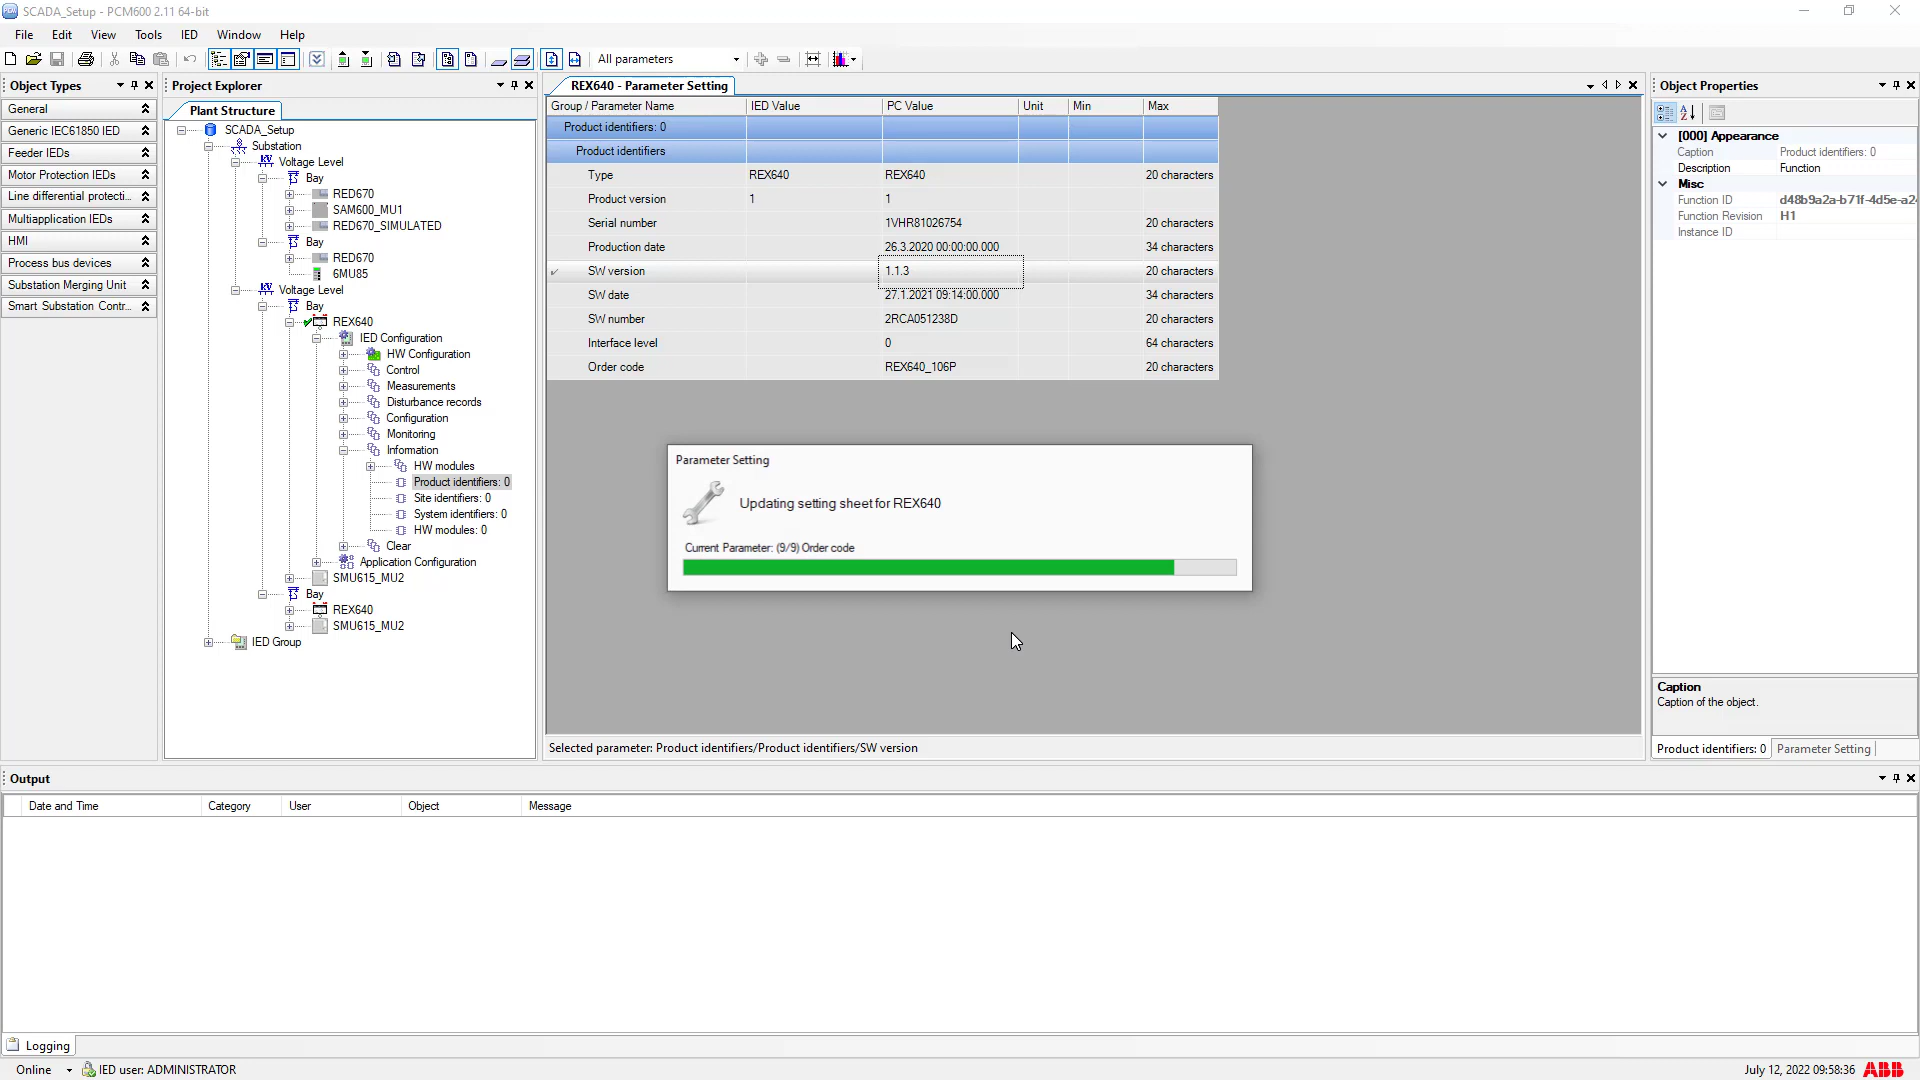 SCADA_Setup - PCM600 2.11 64-bit
File Edit View Tools IED Window Help
All parameters
Object Types
General
Generic IEC61850 IED
Feeder IEDs
Motor Protection IEDs
Line differential protecti...
Multiapplication IEDs
HMI
Process bus devices
Substation Merging Unit
Smart Substation Contr...
Project Explorer
Plant Structure
SCADA_Setup
Substation
Voltage Level
Bay
RED670
SAM600_MU1
RED670_SIMULATED
Bay
RED670
6MU85
Voltage Level
Bay
REX640
IED Configuration
HW Configuration
Control
Measurements
Disturbance records
Configuration
Monitoring
Information
HW modules
Product identifiers: 0
Site identifiers: 0
System identifiers: 0
HW modules: 0
Clear
Application Configuration
SMU615_MU2
Bay
REX640
SMU615_MU2
IED Group
REX640 - Parameter Setting
Group / Parameter Name IED Value PC Value Unit Min Max
Product identifiers: 0
Product identifiers
Type REX640 REX640 20 characters
Product version 1 1
Serial number 1VHR81026754 20 characters
Production date 26.3.2020 00:00:00.000 34 characters
SW version 1.1.3 20 characters
SW date 27.1.2021 09:14:00.000 34 characters
SW number 2RCA051238D 20 characters
Interface level 0 64 characters
Order code REX640_106P 20 characters
Parameter Setting
Updating setting sheet for REX640
Current Parameter: (9/9) Order code
Selected parameter: Product identifiers/Product identifiers/SW version
Object Properties
[000] Appearance
Caption Product identifiers: 0
Description Function
Misc
Function ID d48b9a2a-b71f-4d5e-a2
Function Revision H1
Instance ID
Caption
Caption of the object.
Product identifiers: 0 Parameter Setting
Output
Date and Time Category User Object Message
Logging
Online IED user: ADMINISTRATOR
July 12, 2022 09:58:36 ABB